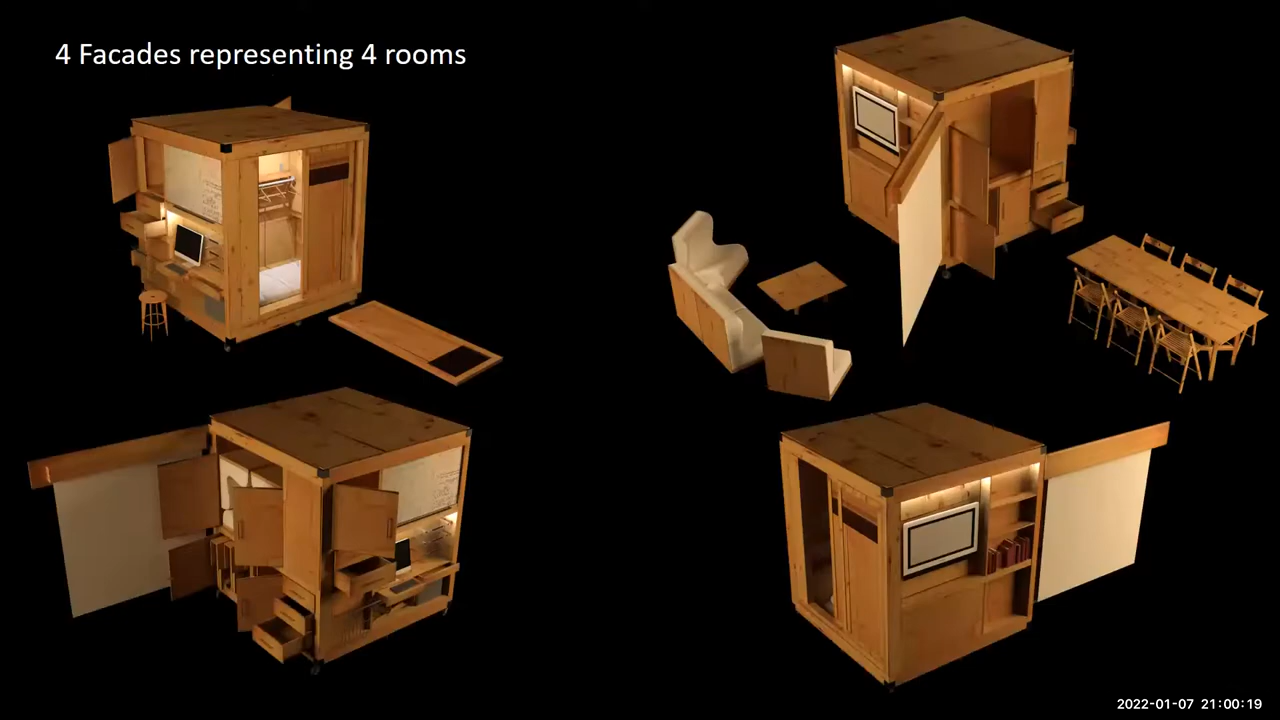 4 Facades representing 4 rooms
2022-01-07 21:00:19